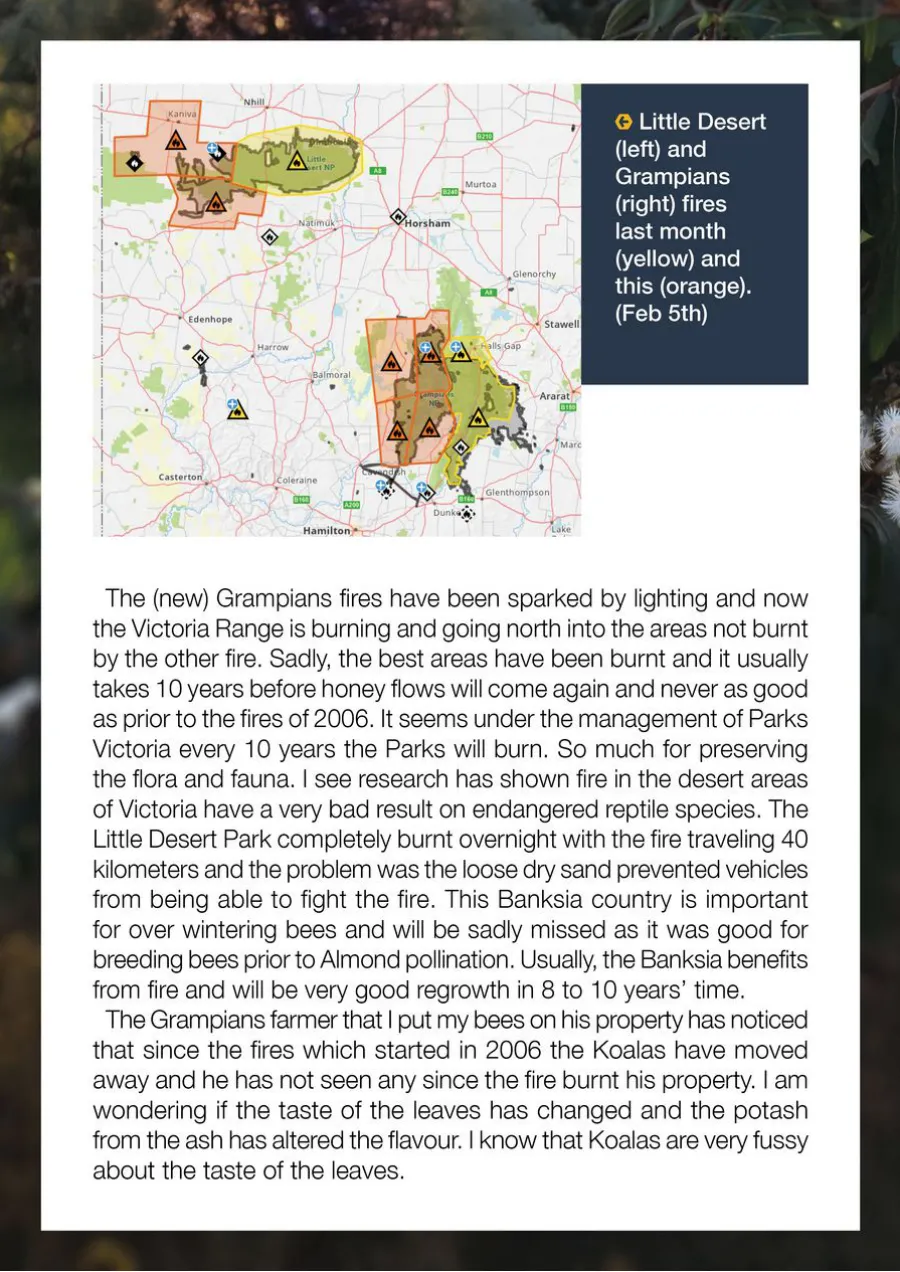 Nhill
Kaniva
Little
NP
B210
A8
B240
Murtoa
Natimuk
Horsham
Glenorchy
A8
Edenhope
Stawell
Harrow
Halls Gap
Balmoral
Ararat
B180
NP
Cavendish
Casterton
Coleraine
B160
A200
Glenthompson
Hamilton
Lake
Little Desert
(left) and
Grampians
(right) fires
last month
(yellow) and
this (orange).
(Feb 5th)
The (new) Grampians fires have been sparked by lighting and now
the Victoria Range is burning and going north into the areas not burnt
by the other fire. Sadly, the best areas have been burnt and it usually
takes 10 years before honey flows will come again and never as good
as prior to the fires of 2006. It seems under the management of Parks
Victoria every 10 years the Parks will burn. So much for preserving
the flora and fauna. I see research has shown fire in the desert areas
of Victoria have a very bad result on endangered reptile species. The
Little Desert Park completely burnt overnight with the fire traveling 40
kilometers and the problem was the loose dry sand prevented vehicles
from being able to fight the fire. This Banksia country is important
for over wintering bees and will be sadly missed as it was good for
breeding bees prior to Almond pollination. Usually, the Banksia benefits
from fire and will be very good regrowth in 8 to 10 years’ time.
The Grampians farmer that I put my bees on his property has noticed
that since the fires which started in 2006 the Koalas have moved
away and he has not seen any since the fire burnt his property. I am
wondering if the taste of the leaves has changed and the potash
from the ash has altered the flavour. I know that Koalas are very fussy
about the taste of the leaves.